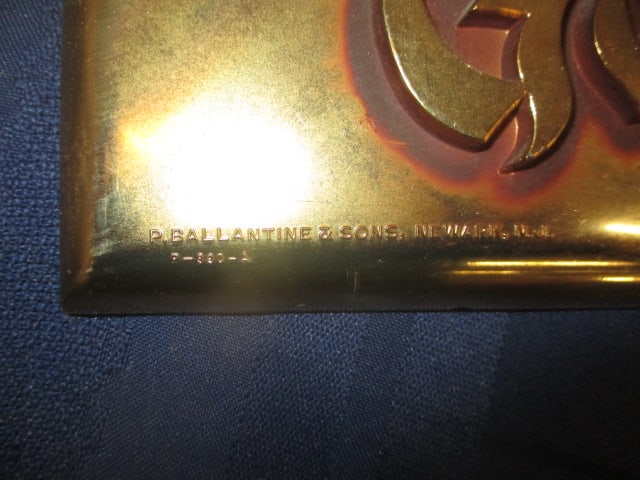 P. BALLANTINE & SONS, NEWARK, N.J.